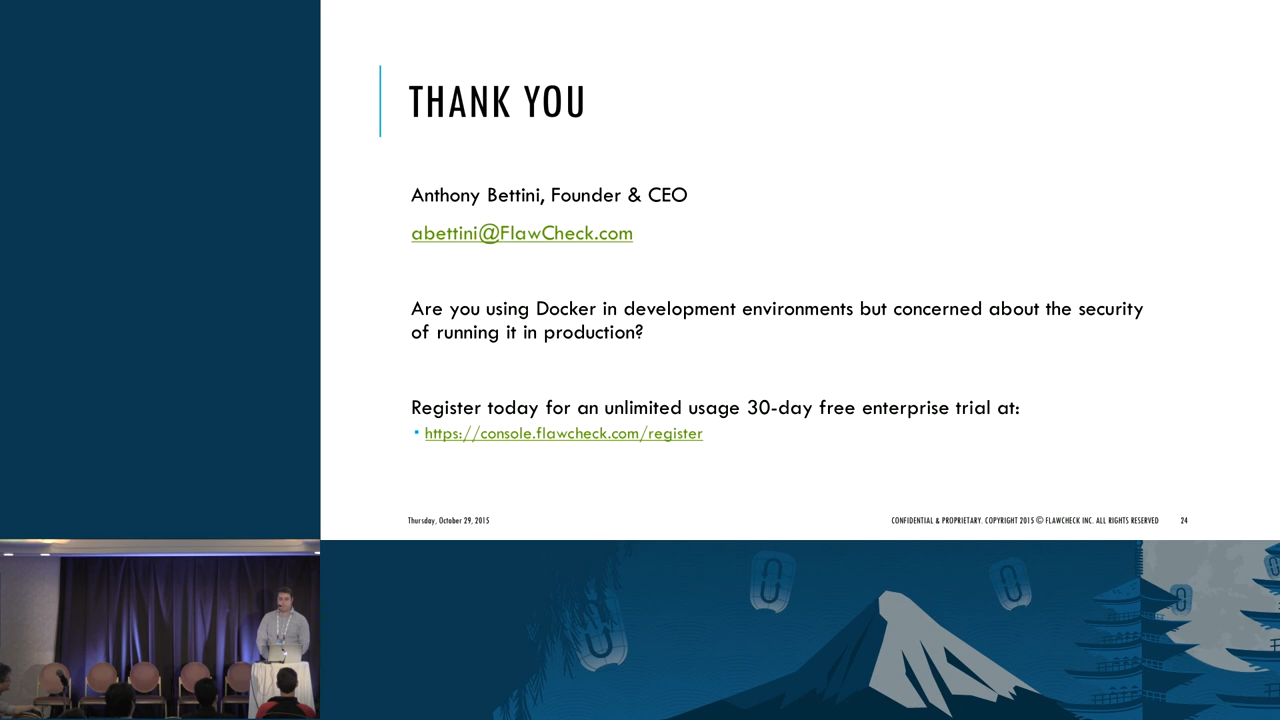 THANK YOU
Anthony Bettini, Founder & CEO
abettini@FlawCheck.com
Are you using Docker in development environments but concerned about the security
of running it in production?
Register today for an unlimited usage 30-day free enterprise trial at:
https://console.flawcheck.com/register
Thursday, October 29, 2015
CONFIDENTIAL & PROPRIETARY. COPYRIGHT 2015 © FLAWCHECK INC. ALL RIGHTS RESERVED
24